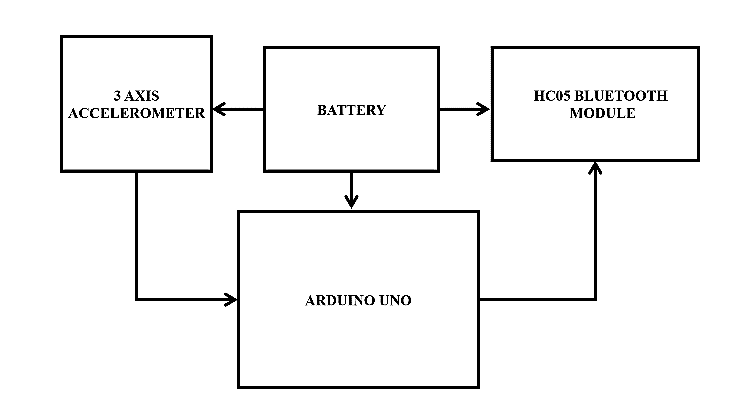 3 AXIS
ACCELEROMETER
BATTERY
HC05 BLUETOOTH
MODULE
ARDUINO UNO